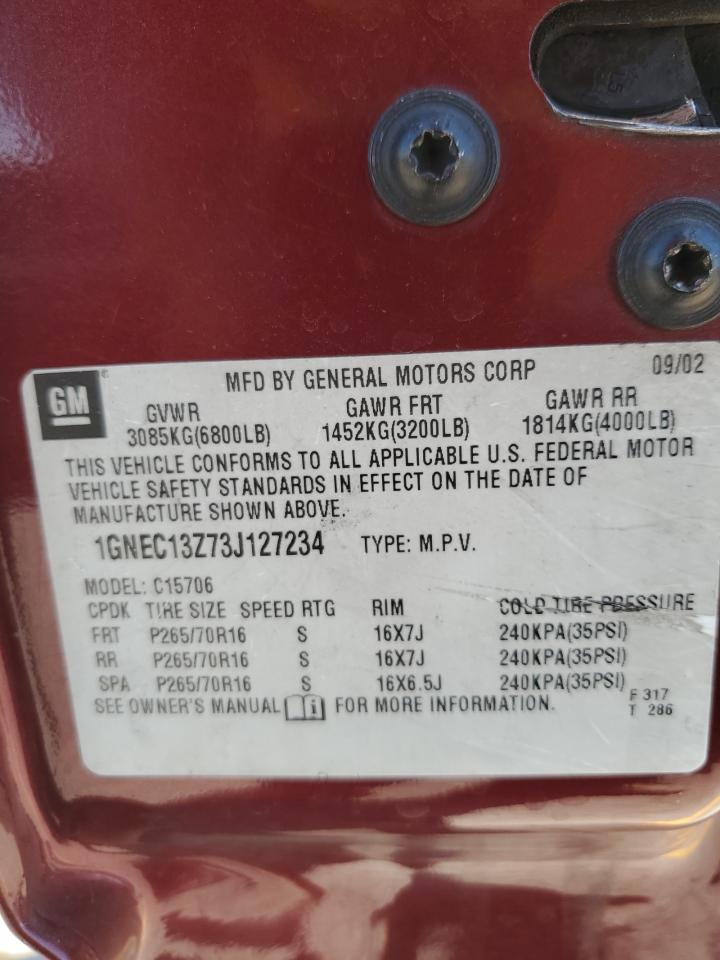 09/02
MFD BY GENERAL MOTORS CORP
GM
GVWR GAWR FRT GAWR RR
3085KG(6800LB) 1452KG(3200LB) 1814KG(4000LB)
THIS VEHICLE CONFORMS TO ALL APPLICABLE U.S. FEDERAL MOTOR
VEHICLE SAFETY STANDARDS IN EFFECT ON THE DATE OF
MANUFACTURE SHOWN ABOVE.
1GNEC13Z73J127234 TYPE: M.P.V.
MODEL: C15706
CPDK TIRE SIZE SPEED RTG RIM COLD TIRE PRESSURE
FRT P265/70R16 S 16X7J 240KPA(35PSI)
RR P265/70R16 S 16X7J 240KPA(35PSI)
SPA P265/70R16 S 16X6.5J 240KPA(35PSI)
SEE OWNER'S MANUAL i FOR MORE INFORMATION.
F 317
T 286